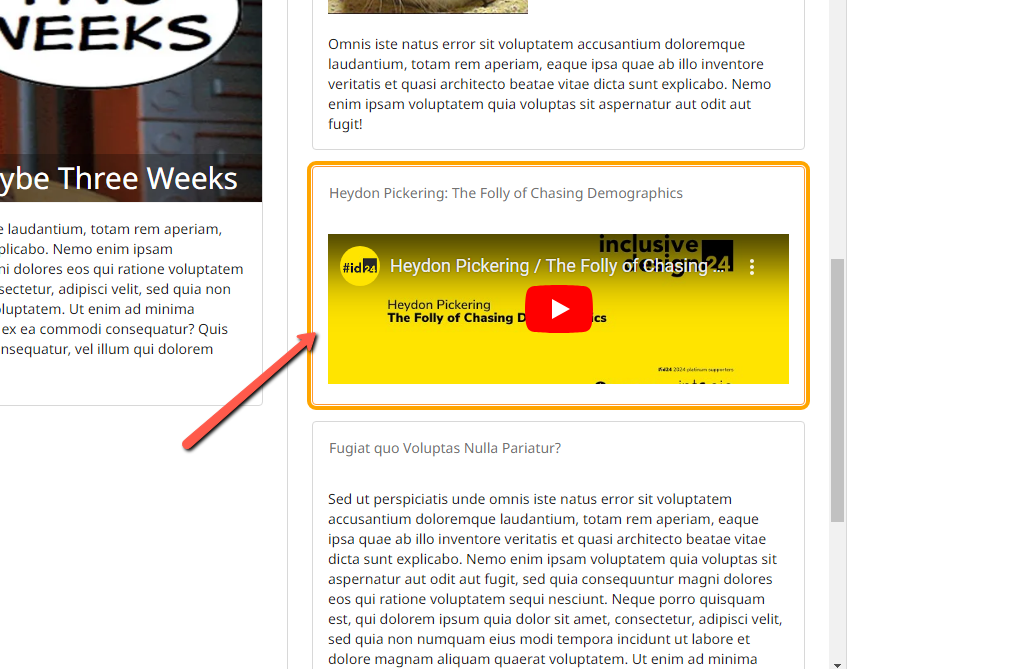 WEEKS
ybe Three Weeks
e laudantium, totam rem aperiam,
plicabo. Nemo enim ipsam
ni dolores eos qui ratione voluptatem
sectetur, adipisci velit, sed quia non
oluptatem. Ut enim ad minima
ex ea commodi consequatur? Quis
nsequatur, vel illum qui dolorem
Omnis iste natus error sit voluptatem accusantium doloremque
laudantium, totam rem aperiam, eaque ipsa quae ab illo inventore
veritatis et quasi architecto beatae vitae dicta sunt explicabo. Nemo
enim ipsam voluptatem quia voluptas sit aspernatur aut odit aut
fugit!
Heydon Pickering: The Folly of Chasing Demographics
inclusive
design 24
#id24
Heydon Pickering / The Folly of Chasing ...
Heydon Pickering
The Folly of Chasing D cs
#id24 2024 platinum supporters
Fugiat quo Voluptas Nulla Pariatur?
Sed ut perspiciatis unde omnis iste natus error sit voluptatem
accusantium doloremque laudantium, totam rem aperiam, eaque
ipsa quae ab illo inventore veritatis et quasi architecto beatae vitae
dicta sunt explicabo. Nemo enim ipsam voluptatem quia voluptas sit
aspernatur aut odit aut fugit, sed quia consequuntur magni dolores
eos qui ratione voluptatem sequi nesciunt. Neque porro quisquam
est, qui dolorem ipsum quia dolor sit amet, consectetur, adipisci velit,
sed quia non numquam eius modi tempora incidunt ut labore et
dolore magnam aliquam quaerat voluptatem. Ut enim ad minima